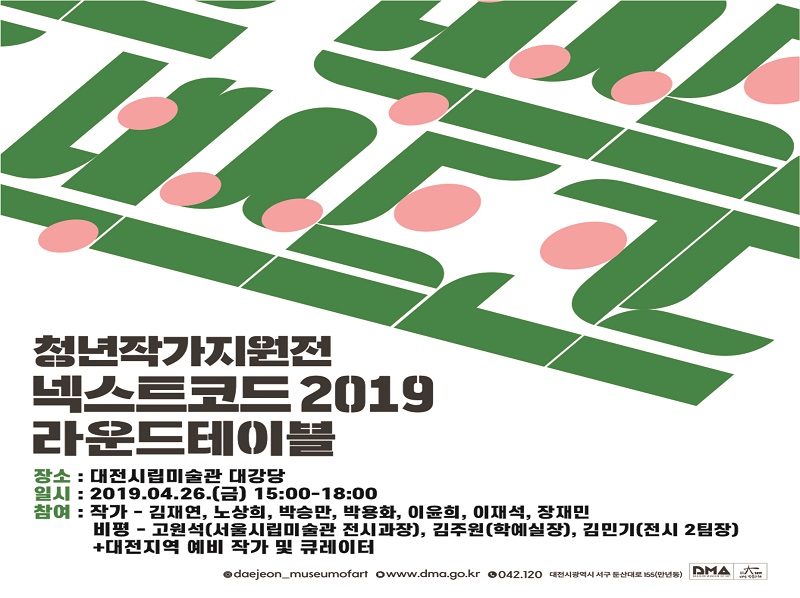 청년작가지원전
넥스트코드 2019
라운드테이블
장소 : 대전시립미술관 대강당
일시 : 2019.04.26.(금) 15:00-18:00
참여 : 작가 - 김재연, 노상희, 박승만, 박용화, 이윤희, 이재석, 장재민
비평 - 고원석(서울시립미술관 전시과장), 김주원(학예실장), 김민기(전시 2팀장)
+대전지역 예비 작가 및 큐레이터
daejeon_museumofart www.dma.go.kr 042.120 대전시광역시 서구 둔산대로 155(만년동) DMA